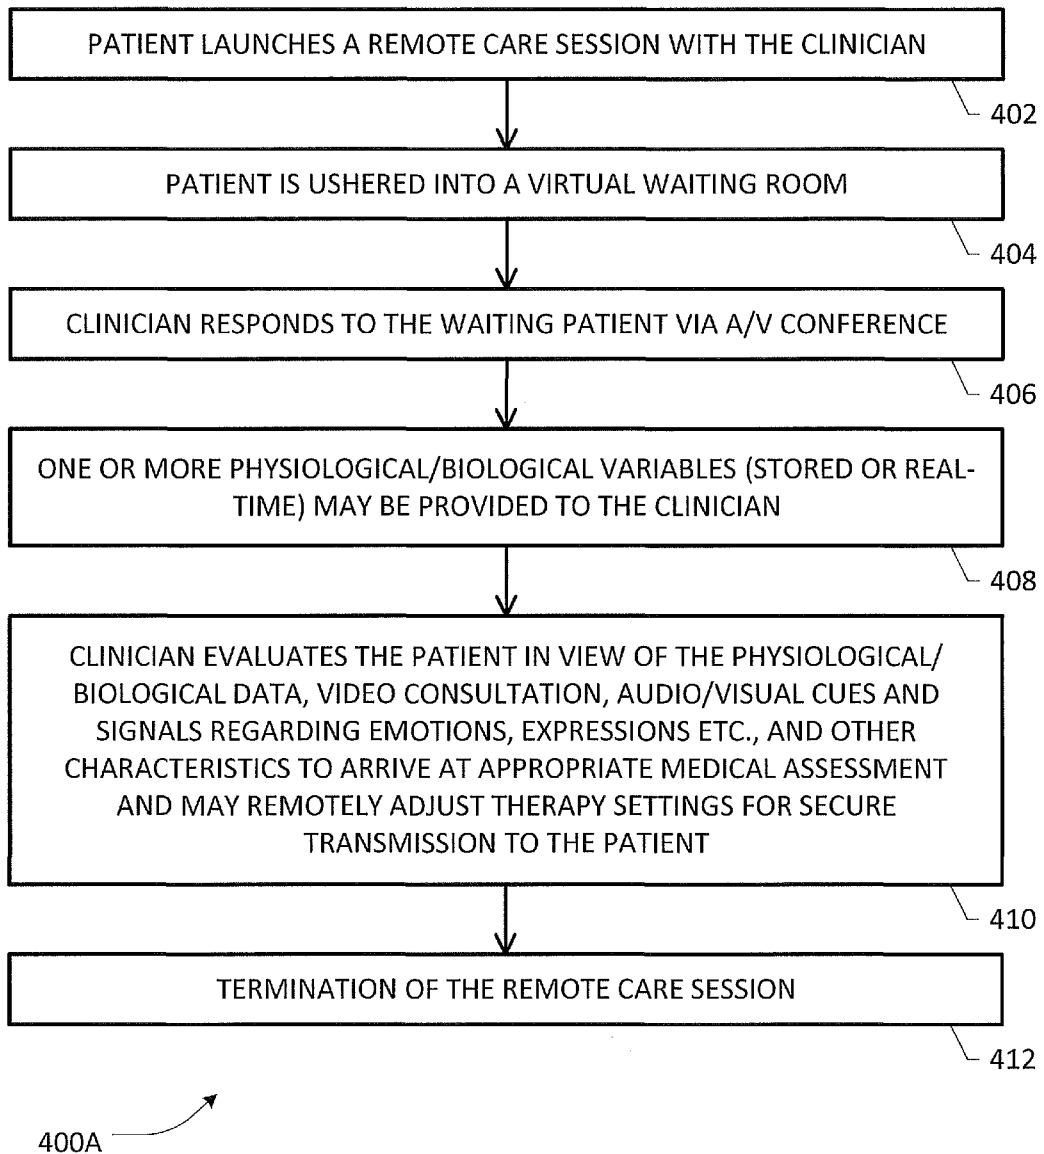 PATIENT LAUNCHES A REMOTE CARE SESSION WITH THE CLINICIAN
402
PATIENT IS USHERED INTO A VIRTUAL WAITING ROOM
404
CLINICIAN RESPONDS TO THE WAITING PATIENT VIA A/V CONFERENCE
406
ONE OR MORE PHYSIOLOGICAL/BIOLOGICAL VARIABLES (STORED OR REAL-
TIME) MAY BE PROVIDED TO THE CLINICIAN
408
CLINICIAN EVALUATES THE PATIENT IN VIEW OF THE PHYSIOLOGICAL/
BIOLOGICAL DATA, VIDEO CONSULTATION, AUDIO/VISUAL CUES AND
SIGNALS REGARDING EMOTIONS, EXPRESSIONS ETC., AND OTHER
CHARACTERISTICS TO ARRIVE AT APPROPRIATE MEDICAL ASSESSMENT
AND MAY REMOTELY ADJUST THERAPY SETTINGS FOR SECURE
TRANSMISSION TO THE PATIENT
410
TERMINATION OF THE REMOTE CARE SESSION
412
400A